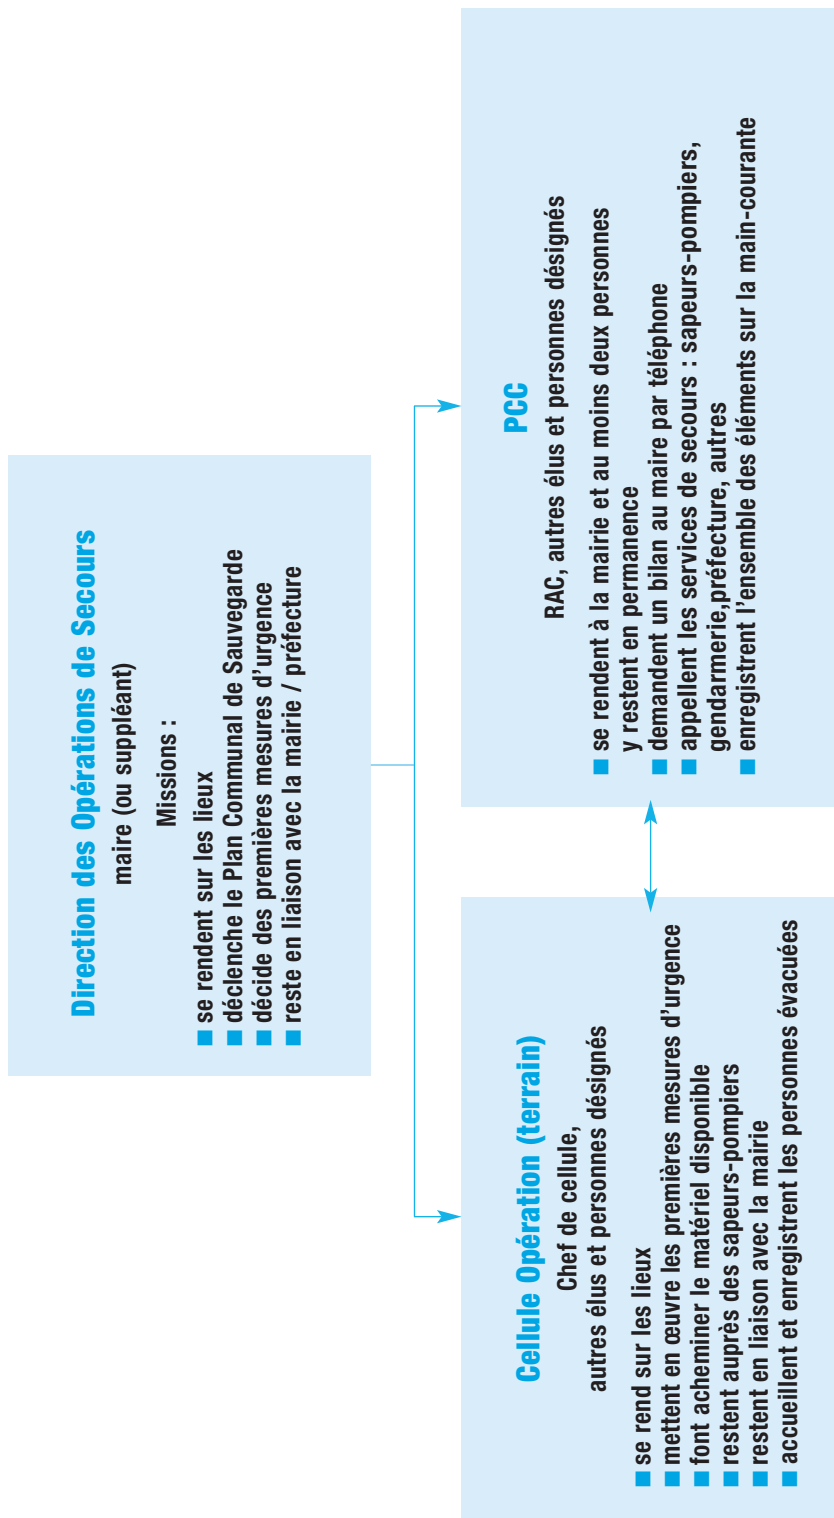 Direction des Opérations de Secours
maire (ou suppléant)
Missions :
■ se rendent sur les lieux
■ déclenche le Plan Communal de Sauvegarde
■ décide des premières mesures d'urgence
■ reste en liaison avec la mairie / préfecture
Cellule Opération (terrain)
Chef de cellule,
autres élus et personnes désignés
■ se rend sur les lieux
■ mettent en œuvre les premières mesures d'urgence
■ font acheminer le matériel disponible
■ restent auprès des sapeurs-pompiers
■ restent en liaison avec la mairie
■ accueillent et enregistrent les personnes évacuées
PCC
RAC, autres élus et personnes désignés
■ se rendent à la mairie et au moins deux personnes
y restent en permanence
■ demandent un bilan au maire par téléphone
■ appellent les services de secours : sapeurs-pompiers,
gendarmerie,préfecture, autres
■ enregistrent l'ensemble des éléments sur la main-courante